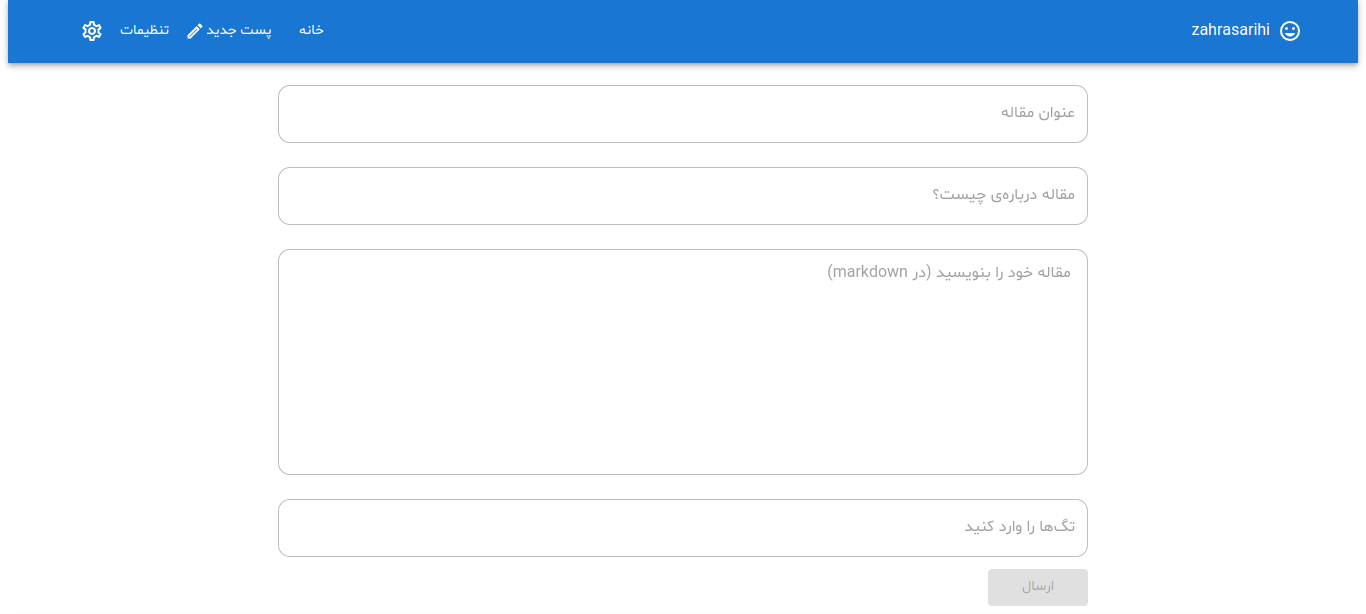 zahrasarihi
خانه
پست جدید
تنظیمات
عنوان مقاله
مقاله درباره‌ی چیست؟
مقاله خود را بنویسید (در markdown)
تگ‌ها را وارد کنید
ارسال